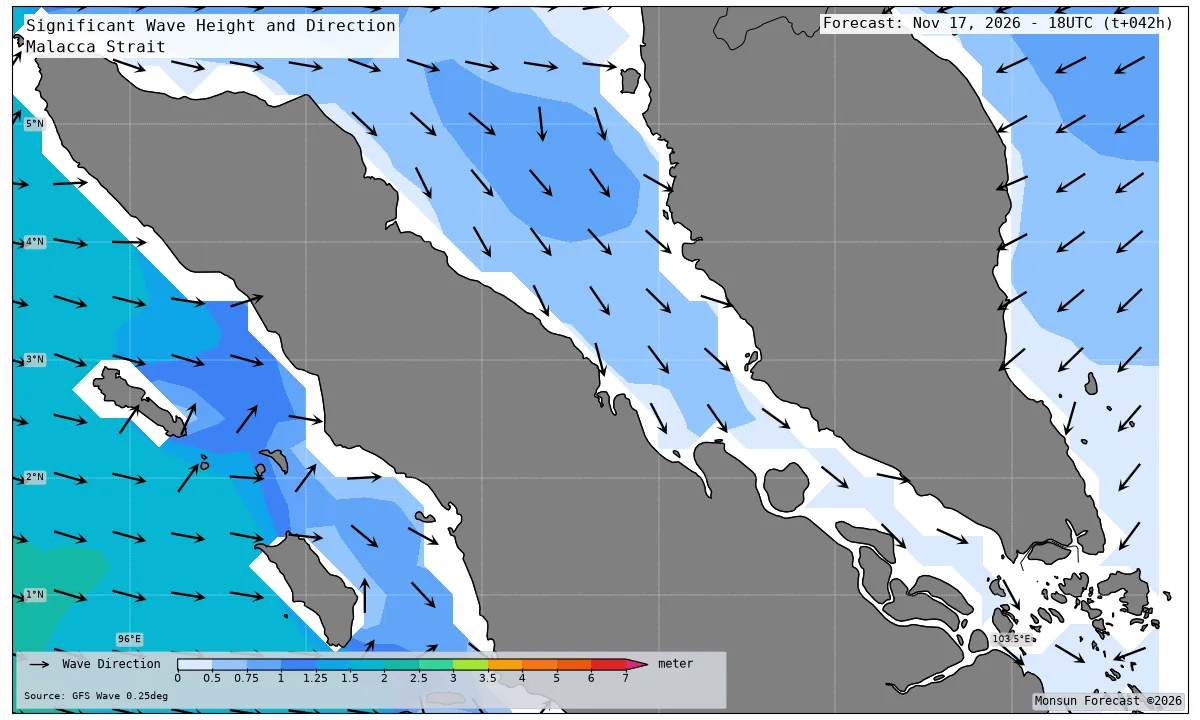 Significant Wave Height and Direction
Malacca Strait
Forecast: Nov 17, 2026 - 18UTC (t+042h)
5°N
4°N
3°N
2°N
1°N
96°E
103.5°E
Wave Direction
meter
0 0.5 0.75 1 1.25 1.5 2 2.5 3 3.5 4 5 6 7
Source: GFS Wave 0.25deg
Monsun Forecast ©2026